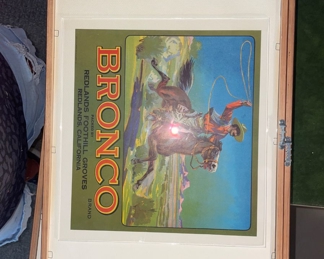 BRONCO
BRAND
REDLANDS FOOTHILL GROVES
REDLANDS, CALIFORNIA